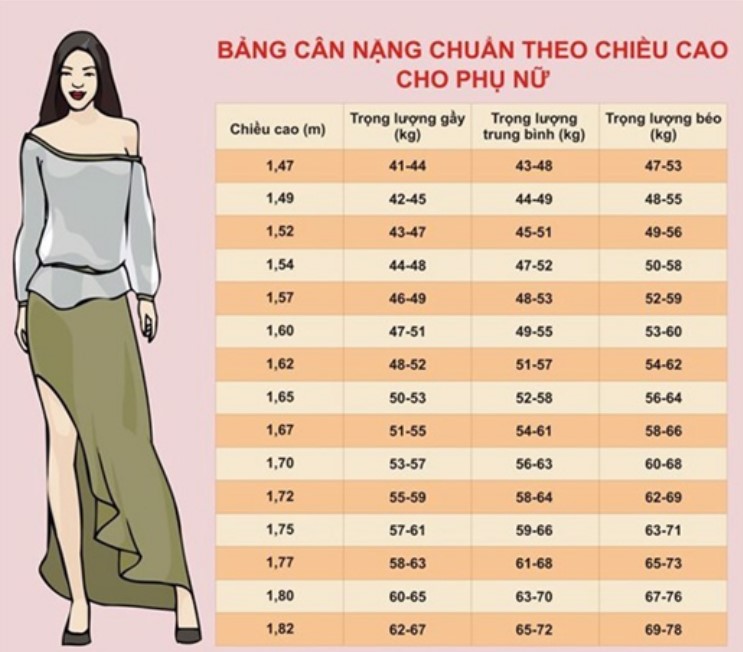 BẢNG CÂN NẶNG CHUẨN THEO CHIỀU CAO
CHO PHỤ NỮ
Chiều cao (m) Trọng lượng gầy (kg) Trọng lượng trung bình (kg) Trọng lượng béo (kg)
1,47 41-44 43-48 47-53
1,49 42-45 44-49 48-55
1,52 43-47 45-51 49-56
1,54 44-48 47-52 50-58
1,57 46-49 48-53 52-59
1,60 47-51 49-55 53-60
1,62 48-52 51-57 54-62
1,65 50-53 52-58 56-64
1,67 51-55 54-61 58-66
1,70 53-57 56-63 60-68
1,72 55-59 58-64 62-69
1,75 57-61 59-66 63-71
1,77 58-63 61-68 65-73
1,80 60-65 63-70 67-76
1,82 62-67 65-72 69-78